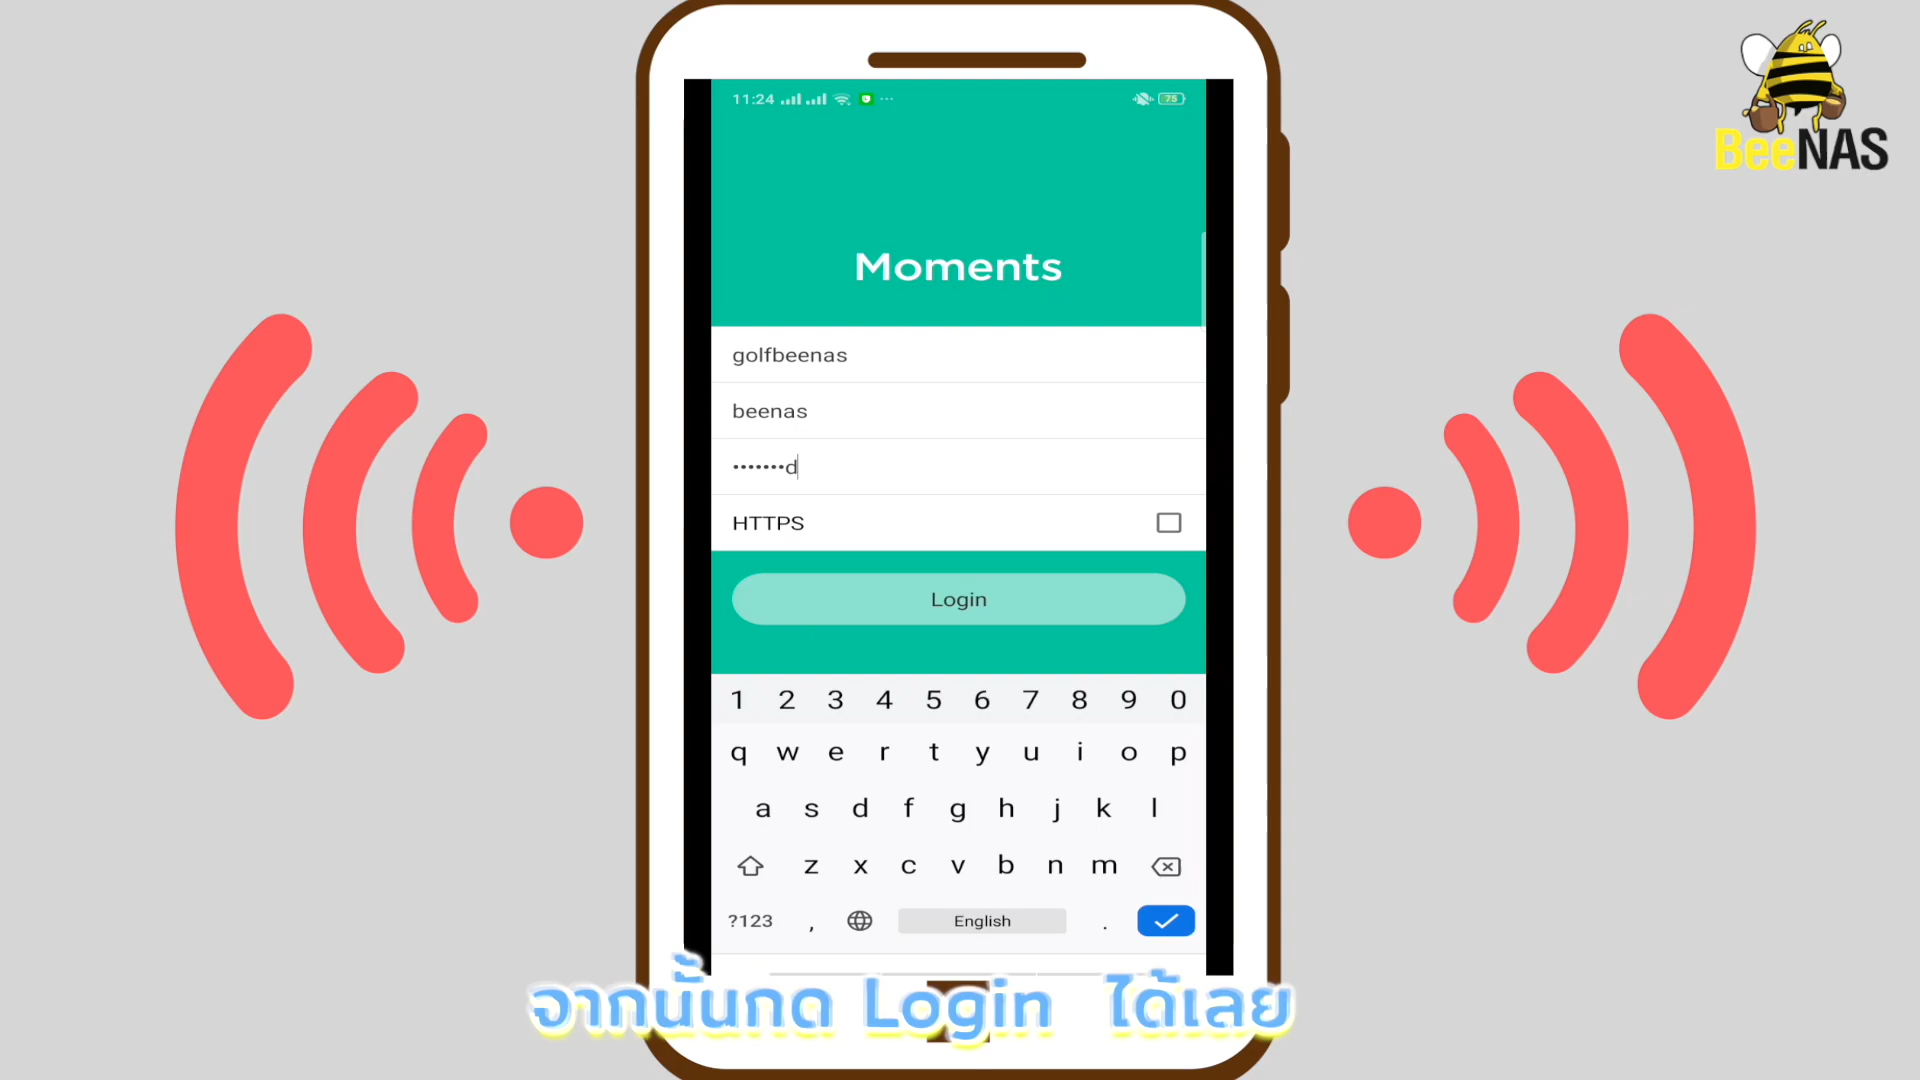 BeeNAS
11:24
75
Moments
golfbeenas
beenas
•••••••d
HTTPS
Login
1 2 3 4 5 6 7 8 9 0
q w e r t y u i o p
a s d f g h j k l
z x c v b n m
?123 , English .
จากนั้นกด Login ได้เลย